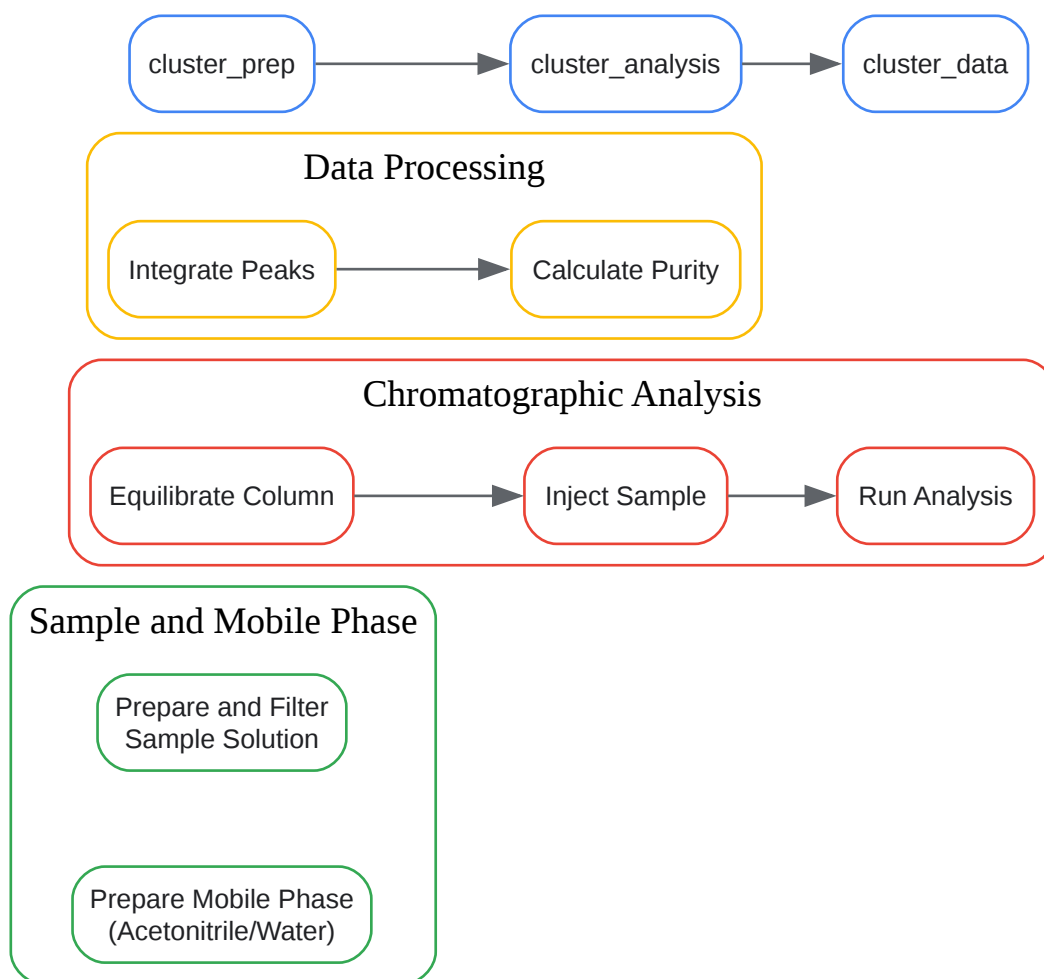 cluster_prep
cluster_analysis
cluster_data
Data Processing
Integrate Peaks
Calculate Purity
Chromatographic Analysis
Equilibrate Column
Inject Sample
Run Analysis
Sample and Mobile Phase
Prepare and Filter
Sample Solution
Prepare Mobile Phase
(Acetonitrile/Water)